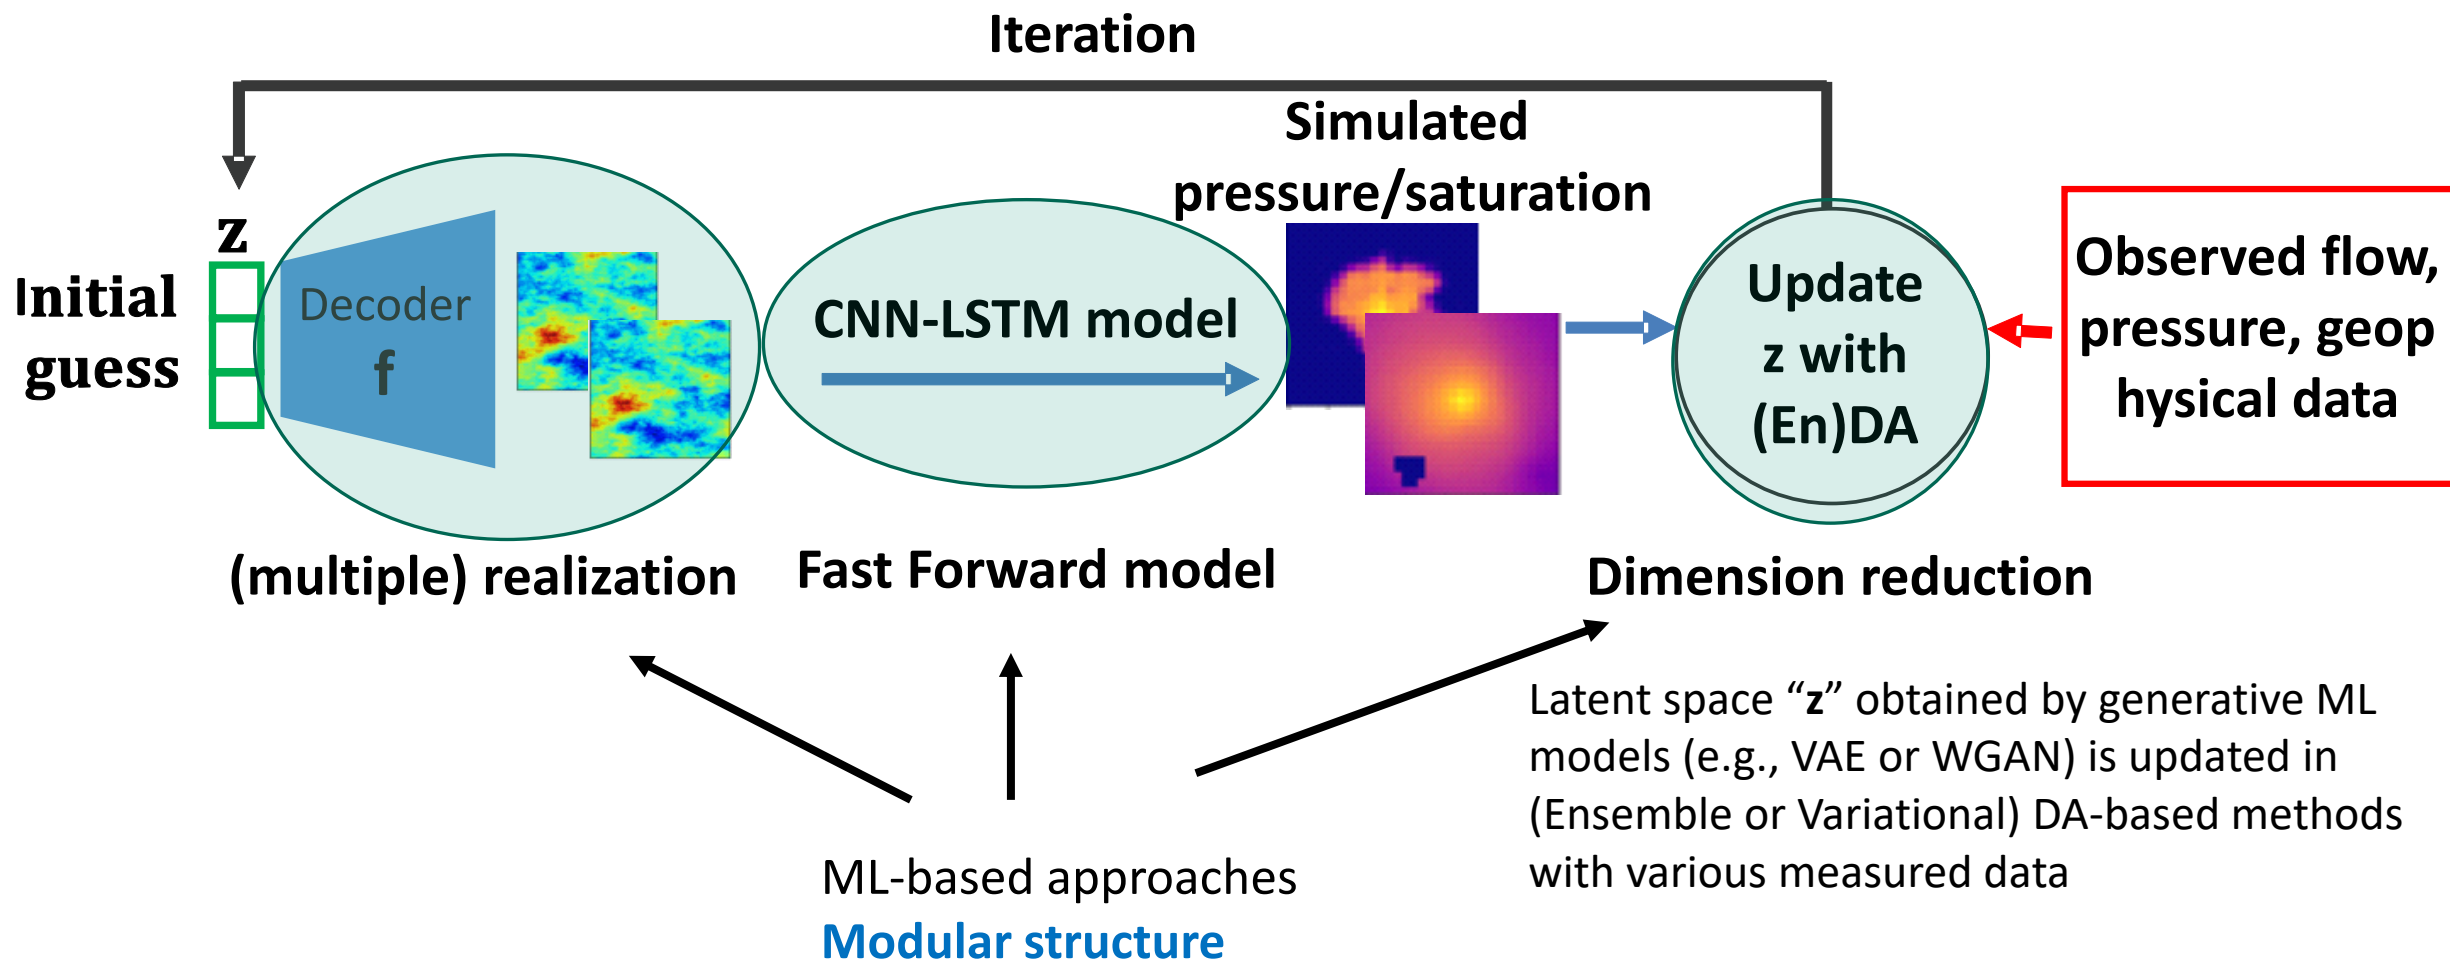 Iteration
Simulated
pressure/saturation
z
Initial
guess
Decoder
f
CNN-LSTM model
Update
z with
(En)DA
Observed flow,
pressure, geop
hysical data
(multiple) realization
Fast Forward model
Dimension reduction
Latent space “z” obtained by generative ML
models (e.g., VAE or WGAN) is updated in
(Ensemble or Variational) DA-based methods
with various measured data
ML-based approaches
Modular structure